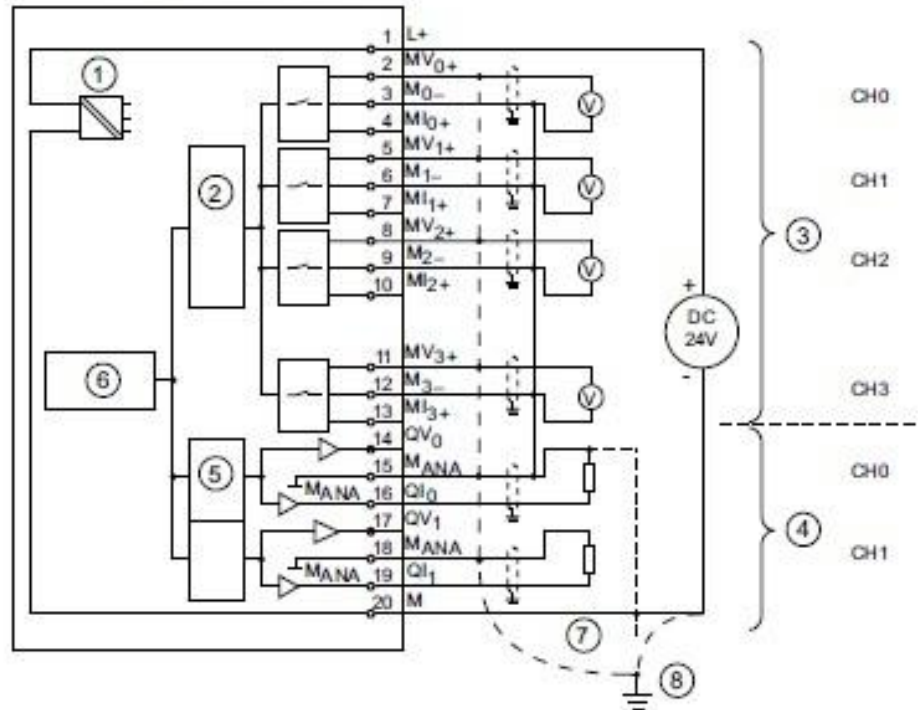 1 L+
① 2 MV0+
3 M0− V CH0
4 MI0+
5 MV1+
② 6 M1− V CH1
7 MI1+
8 MV2+ ③
9 M2− V CH2
10 MI2+ +
DC
24V
11 MV3+ -
⑥ 12 M3− V CH3
13 MI3+
14 QV0
⑤ 15 MANA CH0
MANA 16 QI0
17 QV1 ④
18 MANA CH1
MANA 19 QI1
20 M
⑦
⑧